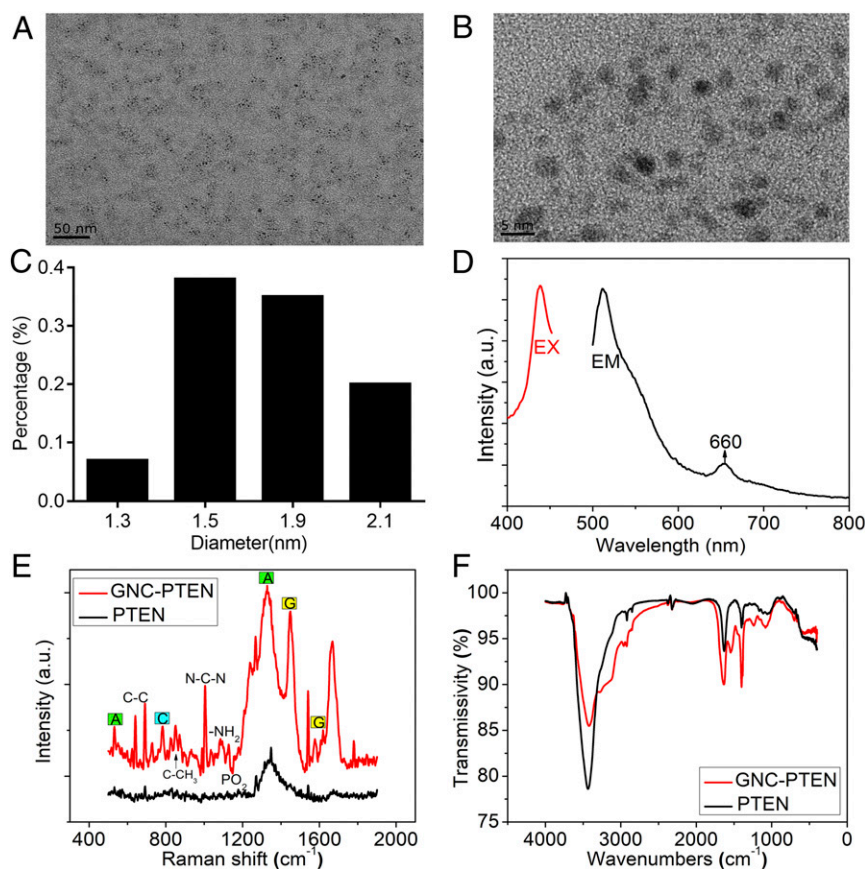 A
50 nm
B
5 nm
C
Percentage (%)
0.4
0.3
0.2
0.1
0.0
1.3 1.5 1.9 2.1
Diameter(nm)
D
Intensity (a.u.)
EX
EM
660
400 500 600 700 800
Wavelength (nm)
E
GNC-PTEN
PTEN
Intensity (a.u.)
A
C-C
C
C-CH3
N-C-N
-NH2
PO2
A
G
G
400 800 1200 1600 2000
Raman shift (cm-1)
F
Transmissivity (%)
100
95
90
85
80
75
GNC-PTEN
PTEN
4000 3000 2000 1000 0
Wavenumbers (cm-1)